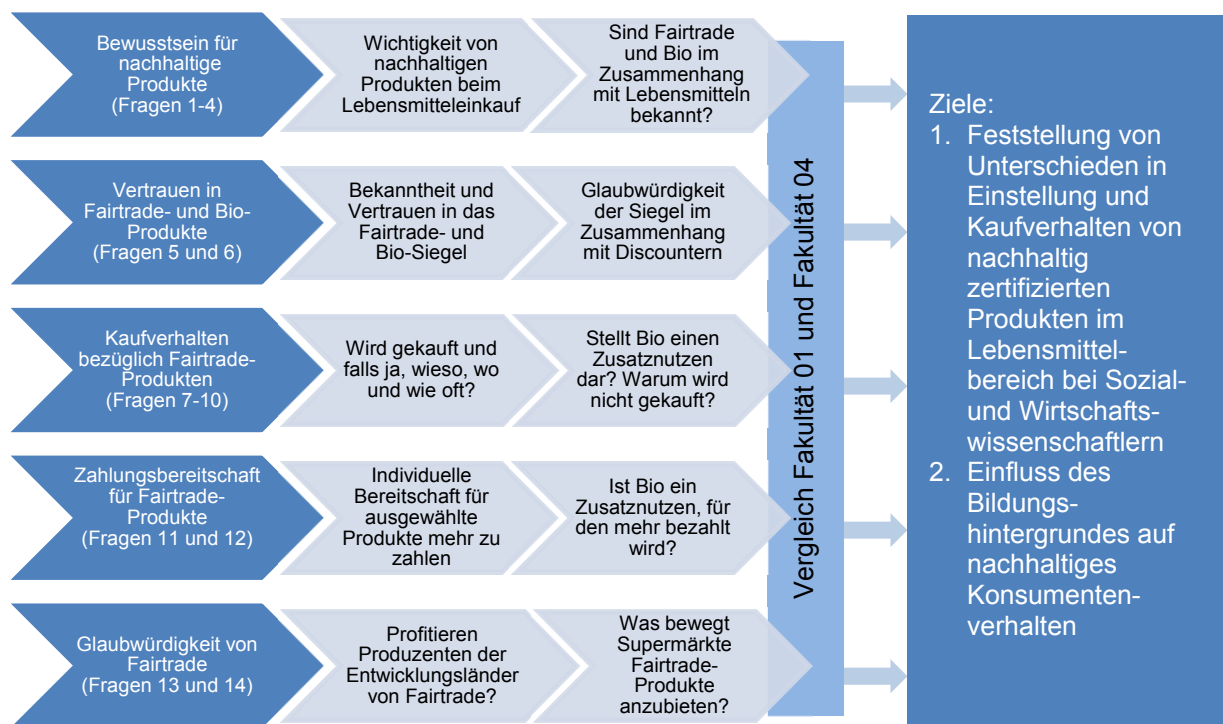 Bewusstsein für
nachhaltige
Produkte
(Fragen 1-4)
Wichtigkeit von
nachhaltigen
Produkten beim
Lebensmitteleinkauf
Sind Fairtrade
und Bio im
Zusammenhang
mit Lebensmitteln
bekannt?
Vertrauen in
Fairtrade- und Bio-
Produkte
(Fragen 5 und 6)
Bekanntheit und
Vertrauen in das
Fairtrade- und
Bio-Siegel
Glaubwürdigkeit
der Siegel im
Zusammenhang
mit Discountern
Kaufverhalten
bezüglich Fairtrade-
Produkten
(Fragen 7-10)
Wird gekauft und
falls ja, wieso, wo
und wie oft?
Stellt Bio einen
Zusatznutzen
dar? Warum wird
nicht gekauft?
Zahlungsbereitschaft
für Fairtrade-
Produkte
(Fragen 11 und 12)
Individuelle
Bereitschaft für
ausgewählte
Produkte mehr zu
zahlen
Ist Bio ein
Zusatznutzen, für
den mehr bezahlt
wird?
Glaubwürdigkeit von
Fairtrade
(Fragen 13 und 14)
Profitieren
Produzenten der
Entwicklungsländer
von Fairtrade?
Was bewegt
Supermärkte
Fairtrade-
Produkte
anzubieten?
Vergleich Fakultät 01 und Fakultät 04
Ziele:
1. Feststellung von
Unterschieden in
Einstellung und
Kaufverhalten von
nachhaltig
zertifizierten
Produkten im
Lebensmittel-
bereich bei Sozial-
und Wirtschafts-
wissenschaftlern
2. Einfluss des
Bildungs-
hintergrundes auf
nachhaltiges
Konsumenten-
verhalten